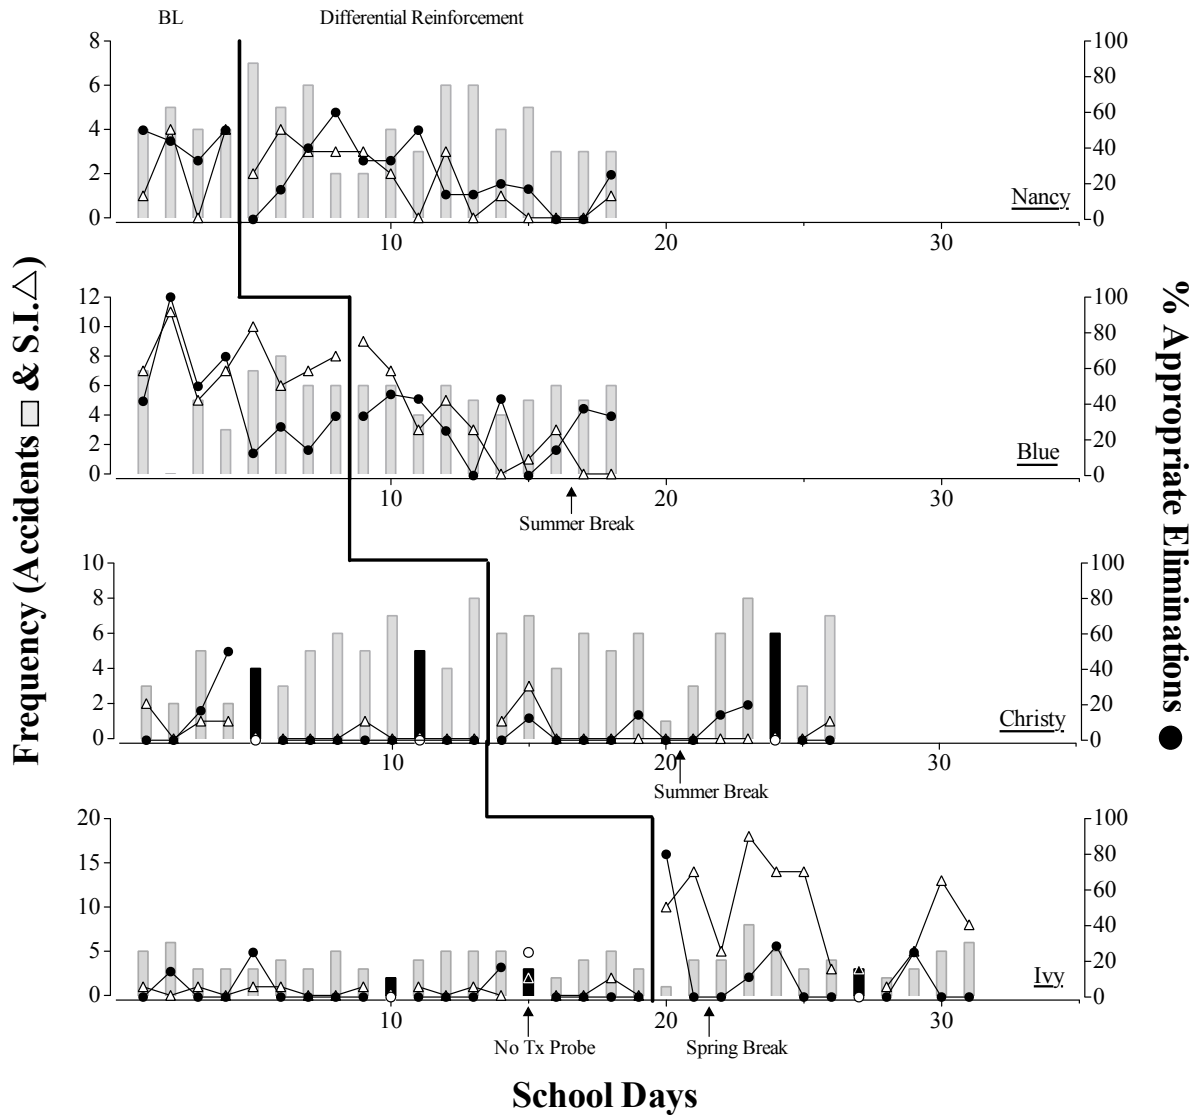 BL Differential Reinforcement
8 100
80
6
60
4
40
2
20
0 0
Nancy
10 20 30
12 100
10
80
8
60
6
40
4
20
2
0 0
Blue
10 20 30
Summer Break
10 100
8 80
6 60
4 40
2 20
0 0
Christy
10 20 30
Summer Break
20 100
80
15
60
10
40
5
20
0 0
Ivy
10 20 30
No Tx Probe Spring Break
School Days
Frequency (Accidents □ & S.I.△)
% Appropriate Eliminations ●